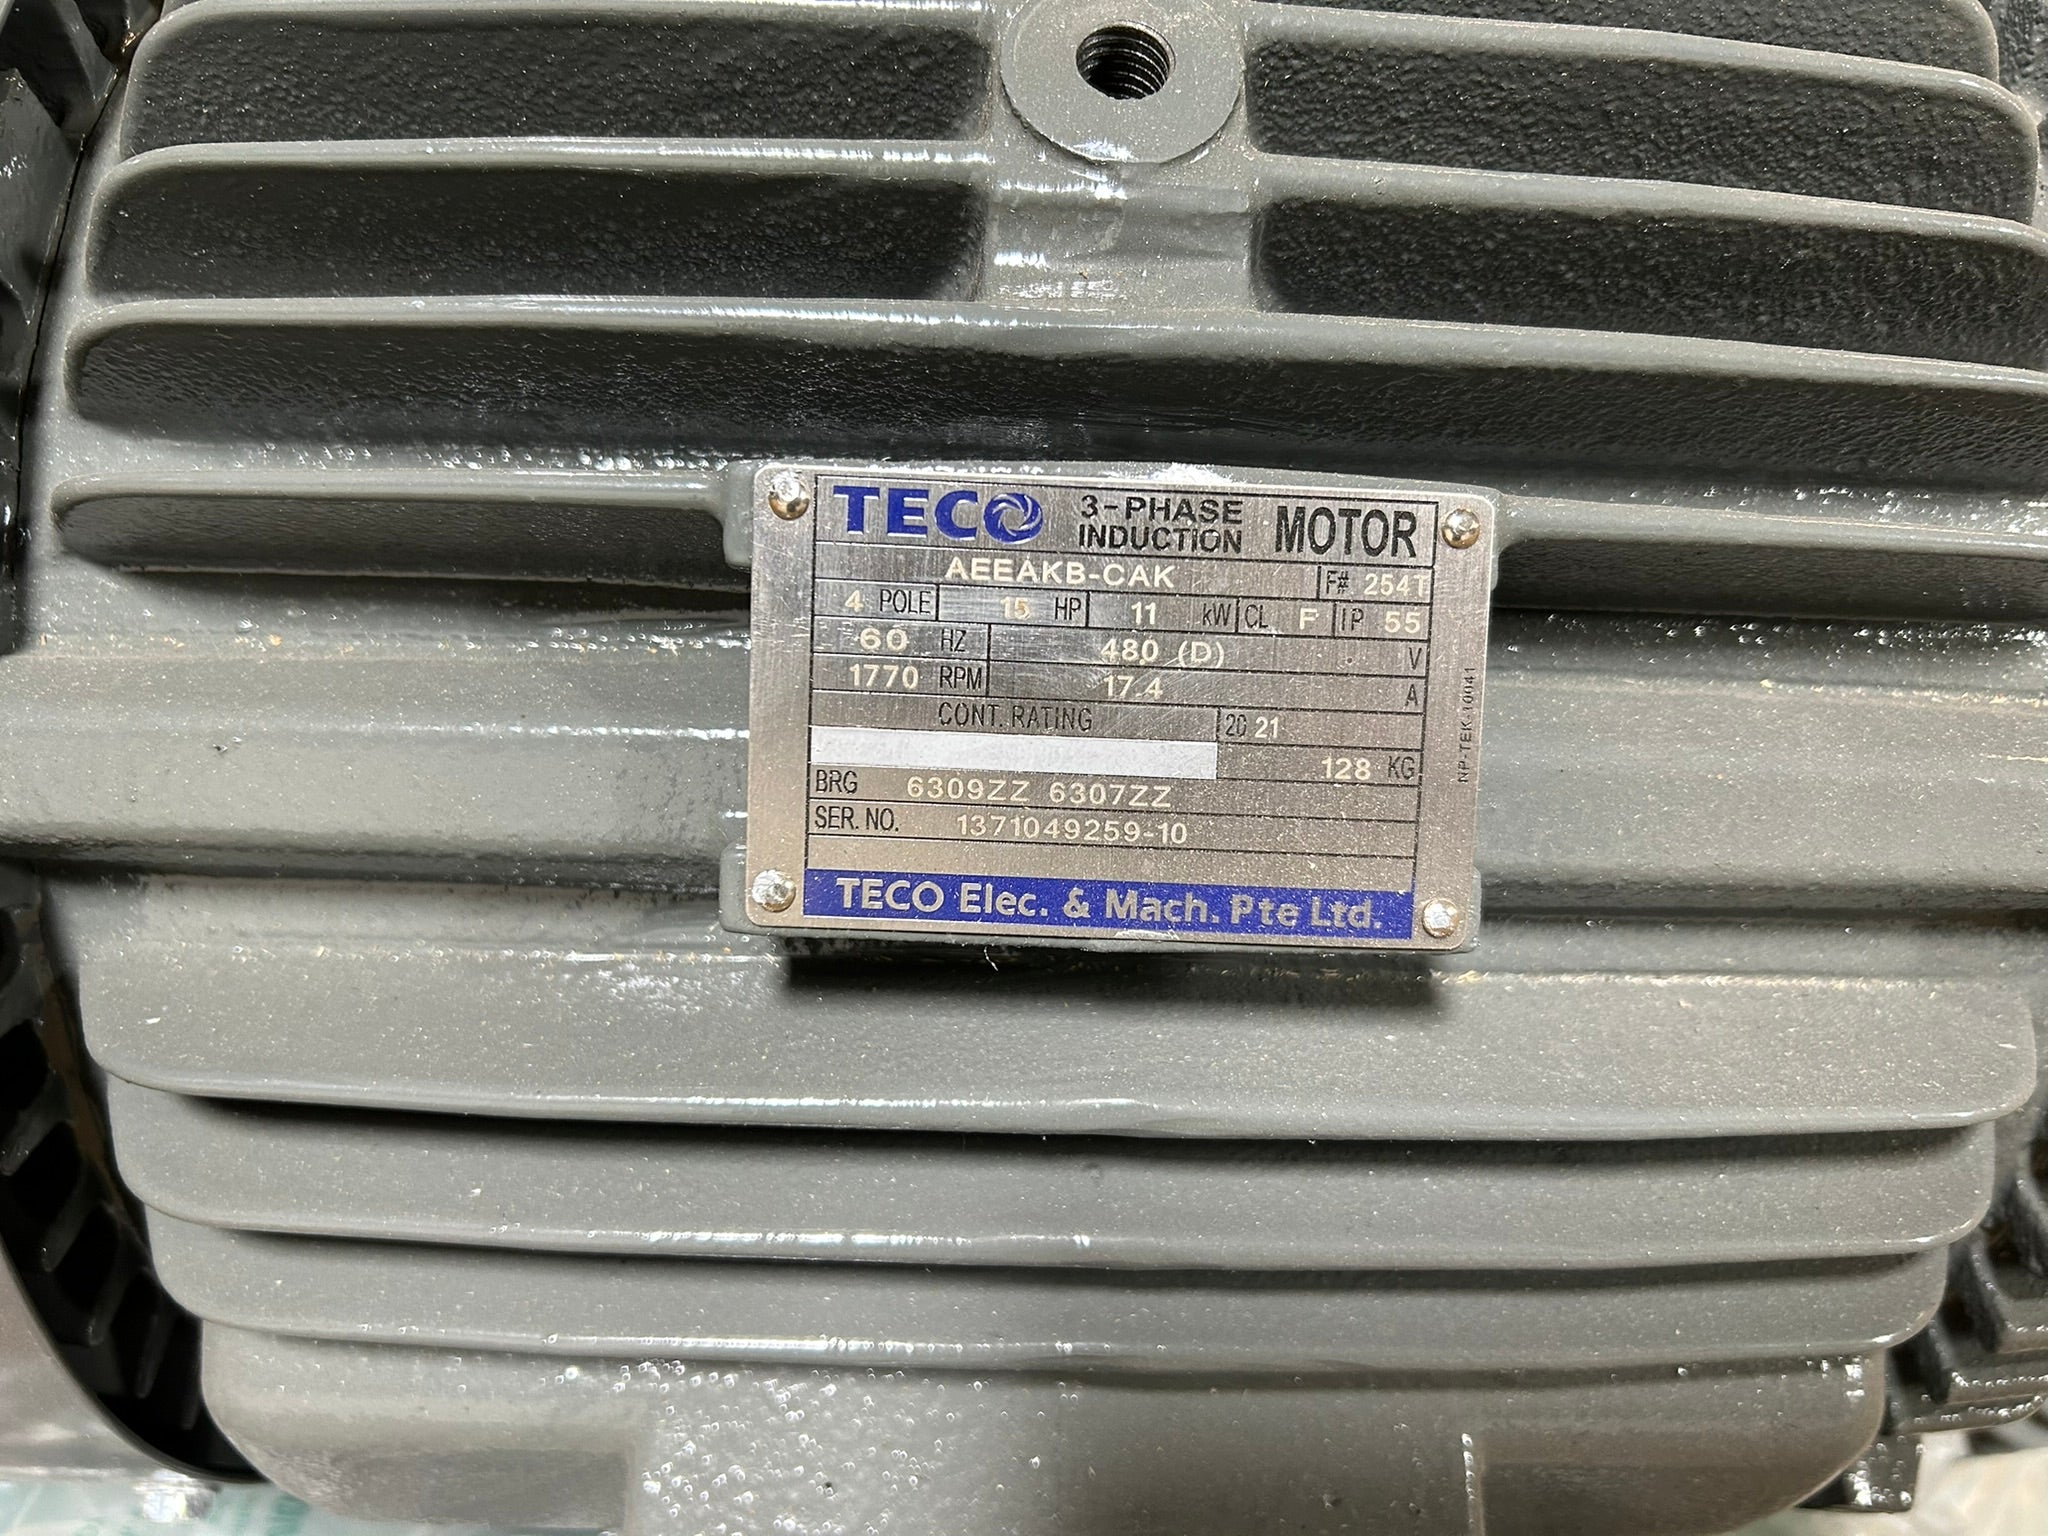 TECO 3-PHASE INDUCTION MOTOR
AEEAKB-CAK F# 254T
4 POLE 15 HP 11 kW CL F IP 55
60 HZ 480 (D) V
1770 RPM 17.4 A
CONT. RATING 20 21
128 KG
BRG 6309ZZ 6307ZZ
SER. NO. 1371049259-10
TECO Elec. & Mach. Pte Ltd.
NP-TEK-10041